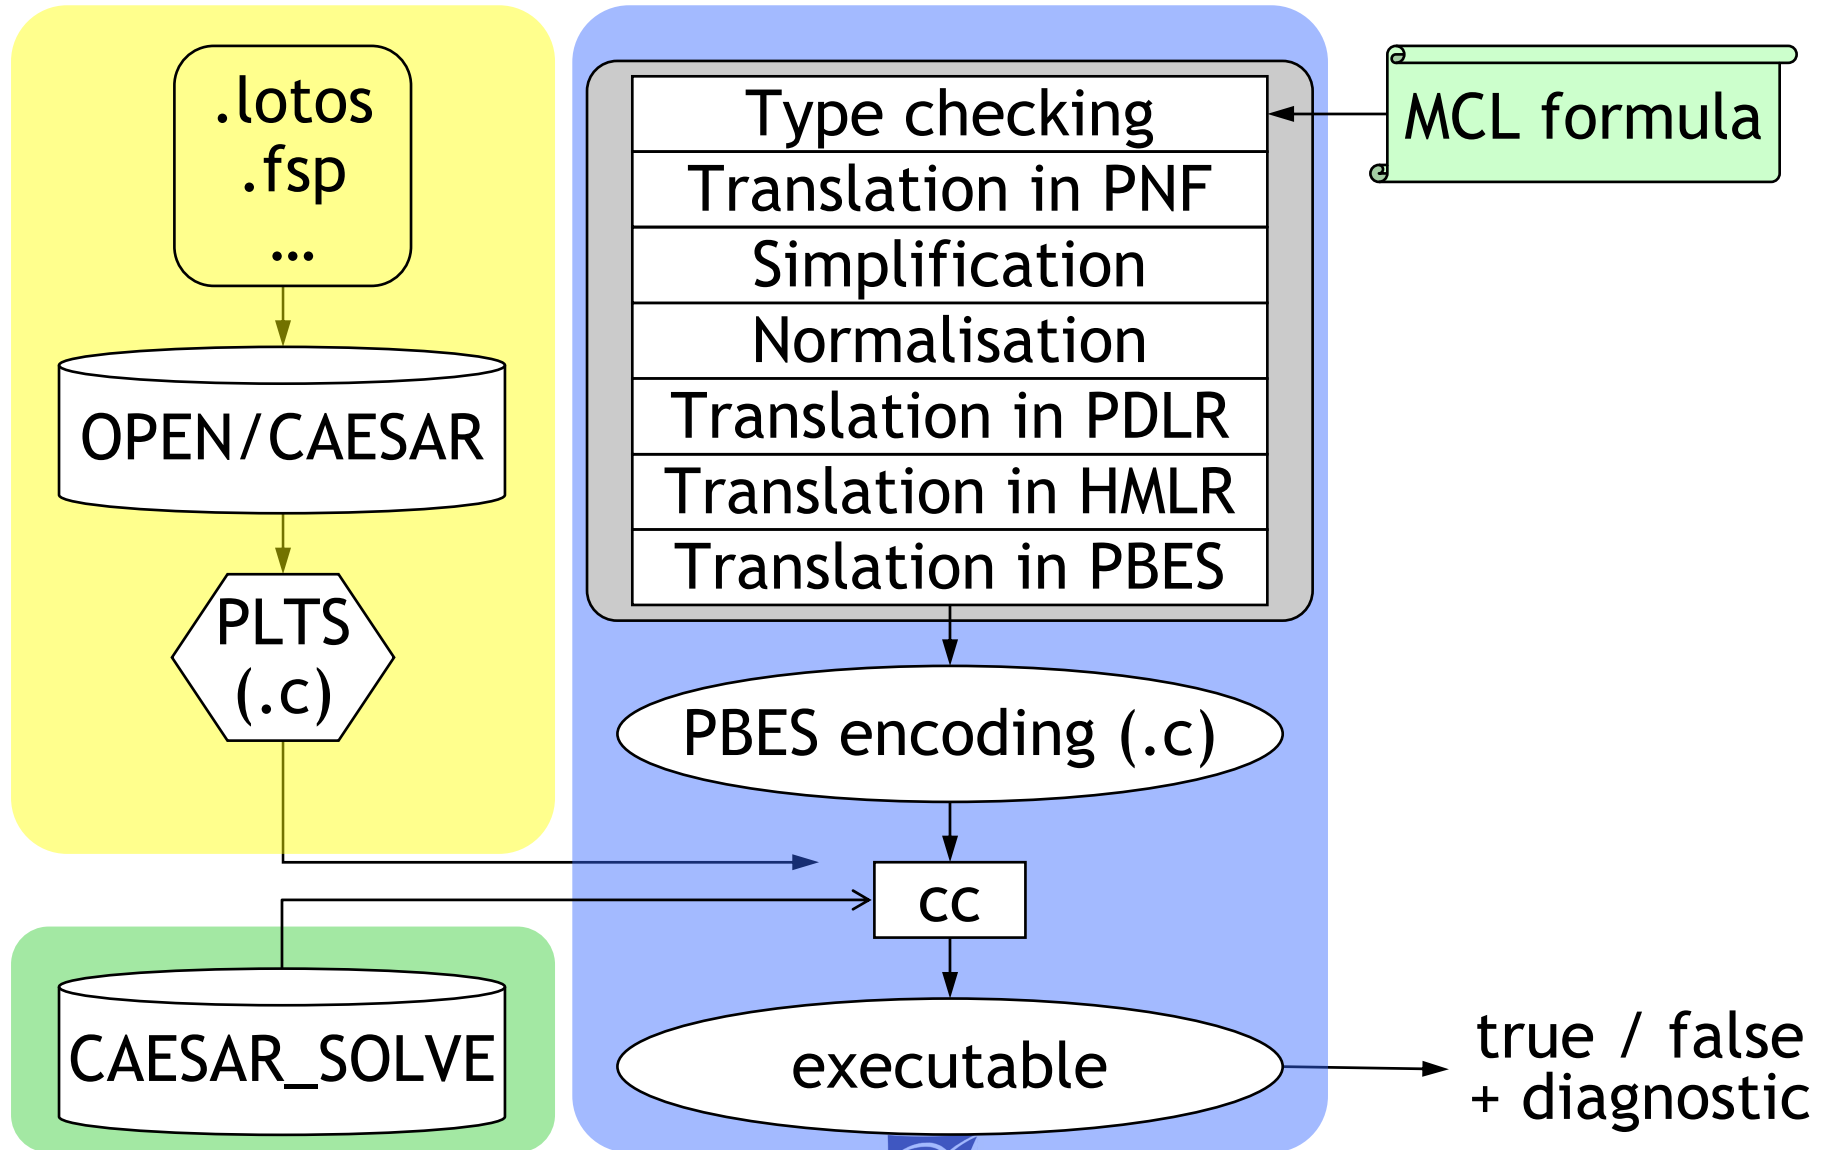 .lotos
.fsp
...
OPEN/CAESAR
PLTS
(.c)
CAESAR_SOLVE
Type checking
Translation in PNF
Simplification
Normalisation
Translation in PDLR
Translation in HMLR
Translation in PBES
PBES encoding (.c)
cc
executable
MCL formula
true / false
+ diagnostic